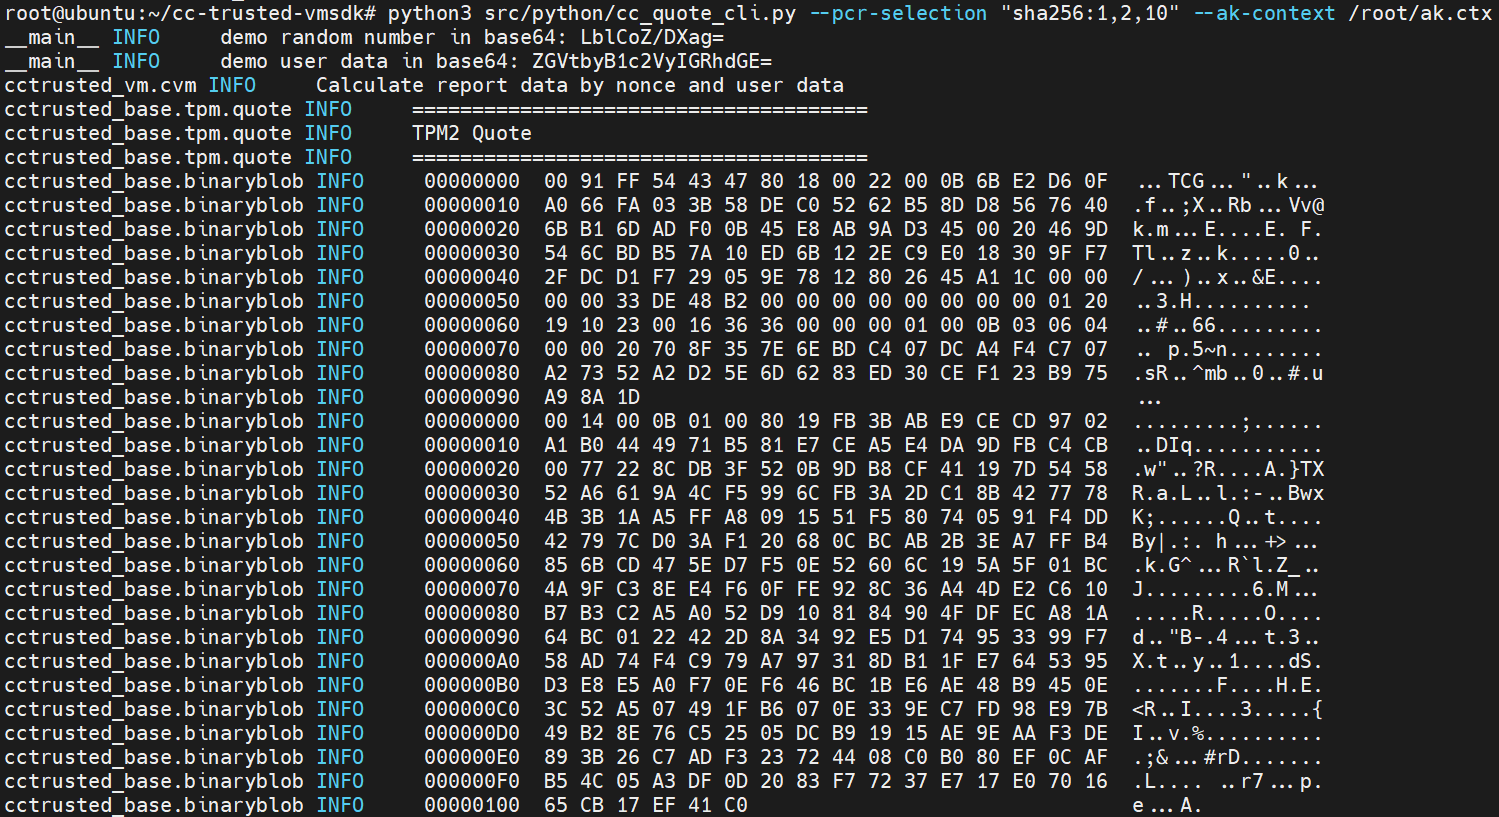 root@ubuntu:~/cc-trusted-vmsdk# python3 src/python/cc_quote_cli.py --pcr-selection "sha256:1,2,10" --ak-context /root/ak.ctx
__main__ INFO     demo random number in base64: LblCoZ/DXag=
__main__ INFO     demo user data in base64: ZGVtbyB1c2VyIGRhdGE=
cctrusted_vm.cvm INFO     Calculate report data by nonce and user data
cctrusted_base.tpm.quote INFO     ======================================
cctrusted_base.tpm.quote INFO     TPM2 Quote
cctrusted_base.tpm.quote INFO     ======================================
cctrusted_base.binaryblob INFO     00000000  00 91 FF 54 43 47 80 18 00 22 00 0B 6B E2 D6 0F  ...TCG..."..k...
cctrusted_base.binaryblob INFO     00000010  A0 66 FA 03 3B 58 DE C0 52 62 B5 8D D8 56 76 40  .f..;X..Rb...Vv@
cctrusted_base.binaryblob INFO     00000020  6B B1 6D AD F0 0B 45 E8 AB 9A D3 45 00 20 46 9D  k.m...E....E. F.
cctrusted_base.binaryblob INFO     00000030  54 6C BD B5 7A 10 ED 6B 12 2E C9 E0 18 30 9F F7  Tl..z..k.....0..
cctrusted_base.binaryblob INFO     00000040  2F DC D1 F7 29 05 9E 78 12 80 26 45 A1 1C 00 00  /...)..x..&E....
cctrusted_base.binaryblob INFO     00000050  00 00 33 DE 48 B2 00 00 00 00 00 00 00 00 01 20  ..3.H.......... 
cctrusted_base.binaryblob INFO     00000060  19 10 23 00 16 36 36 00 00 00 01 00 0B 03 06 04  ..#..66.........
cctrusted_base.binaryblob INFO     00000070  00 00 20 70 8F 35 7E 6E BD C4 07 DC A4 F4 C7 07  .. p.5~n........
cctrusted_base.binaryblob INFO     00000080  A2 73 52 A2 D2 5E 6D 62 83 ED 30 CE F1 23 B9 75  .sR..^mb..0..#.u
cctrusted_base.binaryblob INFO     00000090  A9 8A 1D                                         ...
cctrusted_base.binaryblob INFO     00000000  00 14 00 0B 01 00 80 19 FB 3B AB E9 CE CD 97 02  .........;......
cctrusted_base.binaryblob INFO     00000010  A1 B0 44 49 71 B5 81 E7 CE A5 E4 DA 9D FB C4 CB  ..DIq...........
cctrusted_base.binaryblob INFO     00000020  00 77 22 8C DB 3F 52 0B 9D B8 CF 41 19 7D 54 58  .w"..?R....A.}TX
cctrusted_base.binaryblob INFO     00000030  52 A6 61 9A 4C F5 99 6C FB 3A 2D C1 8B 42 77 78  R.a.L..l.:-..Bwx
cctrusted_base.binaryblob INFO     00000040  4B 3B 1A A5 FF A8 09 15 51 F5 80 74 05 91 F4 DD  K;......Q..t....
cctrusted_base.binaryblob INFO     00000050  42 79 7C D0 3A F1 20 68 0C BC AB 2B 3E A7 FF B4  By|.:. h...+>...
cctrusted_base.binaryblob INFO     00000060  85 6B CD 47 5E D7 F5 0E 52 60 6C 19 5A 5F 01 BC  .k.G^...R`l.Z_..
cctrusted_base.binaryblob INFO     00000070  4A 9F C3 8E E4 F6 0F FE 92 8C 36 A4 4D E2 C6 10  J.........6.M...
cctrusted_base.binaryblob INFO     00000080  B7 B3 C2 A5 A0 52 D9 10 81 84 90 4F DF EC A8 1A  .....R.....O....
cctrusted_base.binaryblob INFO     00000090  64 BC 01 22 42 2D 8A 34 92 E5 D1 74 95 33 99 F7  d.."B-.4...t.3..
cctrusted_base.binaryblob INFO     000000A0  58 AD 74 F4 C9 79 A7 97 31 8D B1 1F E7 64 53 95  X.t..y..1....dS.
cctrusted_base.binaryblob INFO     000000B0  D3 E8 E5 A0 F7 0E F6 46 BC 1B E6 AE 48 B9 45 0E  .......F....H.E.
cctrusted_base.binaryblob INFO     000000C0  3C 52 A5 07 49 1F B6 07 0E 33 9E C7 FD 98 E9 7B  <R..I....3.....{
cctrusted_base.binaryblob INFO     000000D0  49 B2 8E 76 C5 25 05 DC B9 19 15 AE 9E AA F3 DE  I..v.%..........
cctrusted_base.binaryblob INFO     000000E0  89 3B 26 C7 AD F3 23 72 44 08 C0 B0 80 EF 0C AF  .;&...#rD.......
cctrusted_base.binaryblob INFO     000000F0  B5 4C 05 A3 DF 0D 20 83 F7 72 37 E7 17 E0 70 16  .L.... ..r7...p.
cctrusted_base.binaryblob INFO     00000100  65 CB 17 EF 41 C0                                e...A.